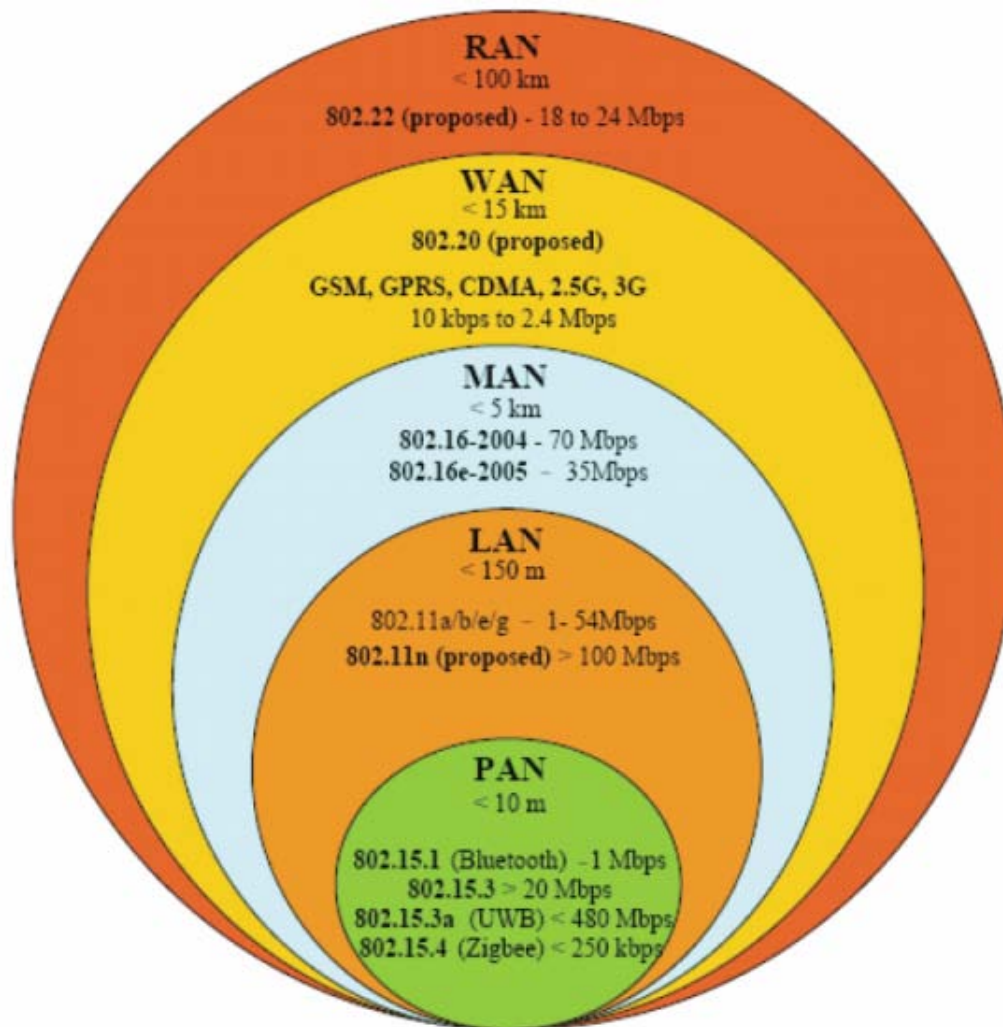 RAN
< 100 km
802.22 (proposed) - 18 to 24 Mbps
WAN
< 15 km
802.20 (proposed)
GSM, GPRS, CDMA, 2.5G, 3G
10 kbps to 2.4 Mbps
MAN
< 5 km
802.16-2004 - 70 Mbps
802.16e-2005 - 35Mbps
LAN
< 150 m
802.11a/b/e/g - 1- 54Mbps
802.11n (proposed) > 100 Mbps
PAN
< 10 m
802.15.1 (Bluetooth) -1 Mbps
802.15.3 > 20 Mbps
802.15.3a (UWB) < 480 Mbps
802.15.4 (Zigbee) < 250 kbps